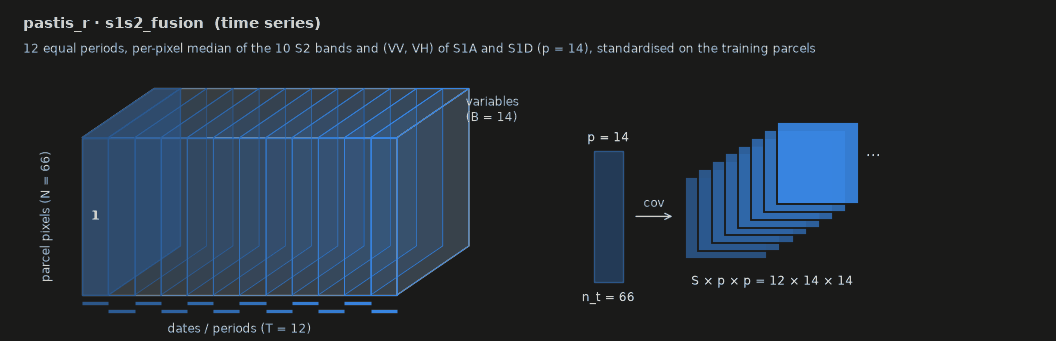 pastis_r · s1s2_fusion (time series)
12 equal periods, per-pixel median of the 10 S2 bands and (VV, VH) of S1A and S1D (p = 14), standardised on the training parcels
variables
(B = 14)
parcel pixels (N = 66)
1
dates / periods (T = 12)
p = 14
n_t = 66
cov
...
S × p × p = 12 × 14 × 14